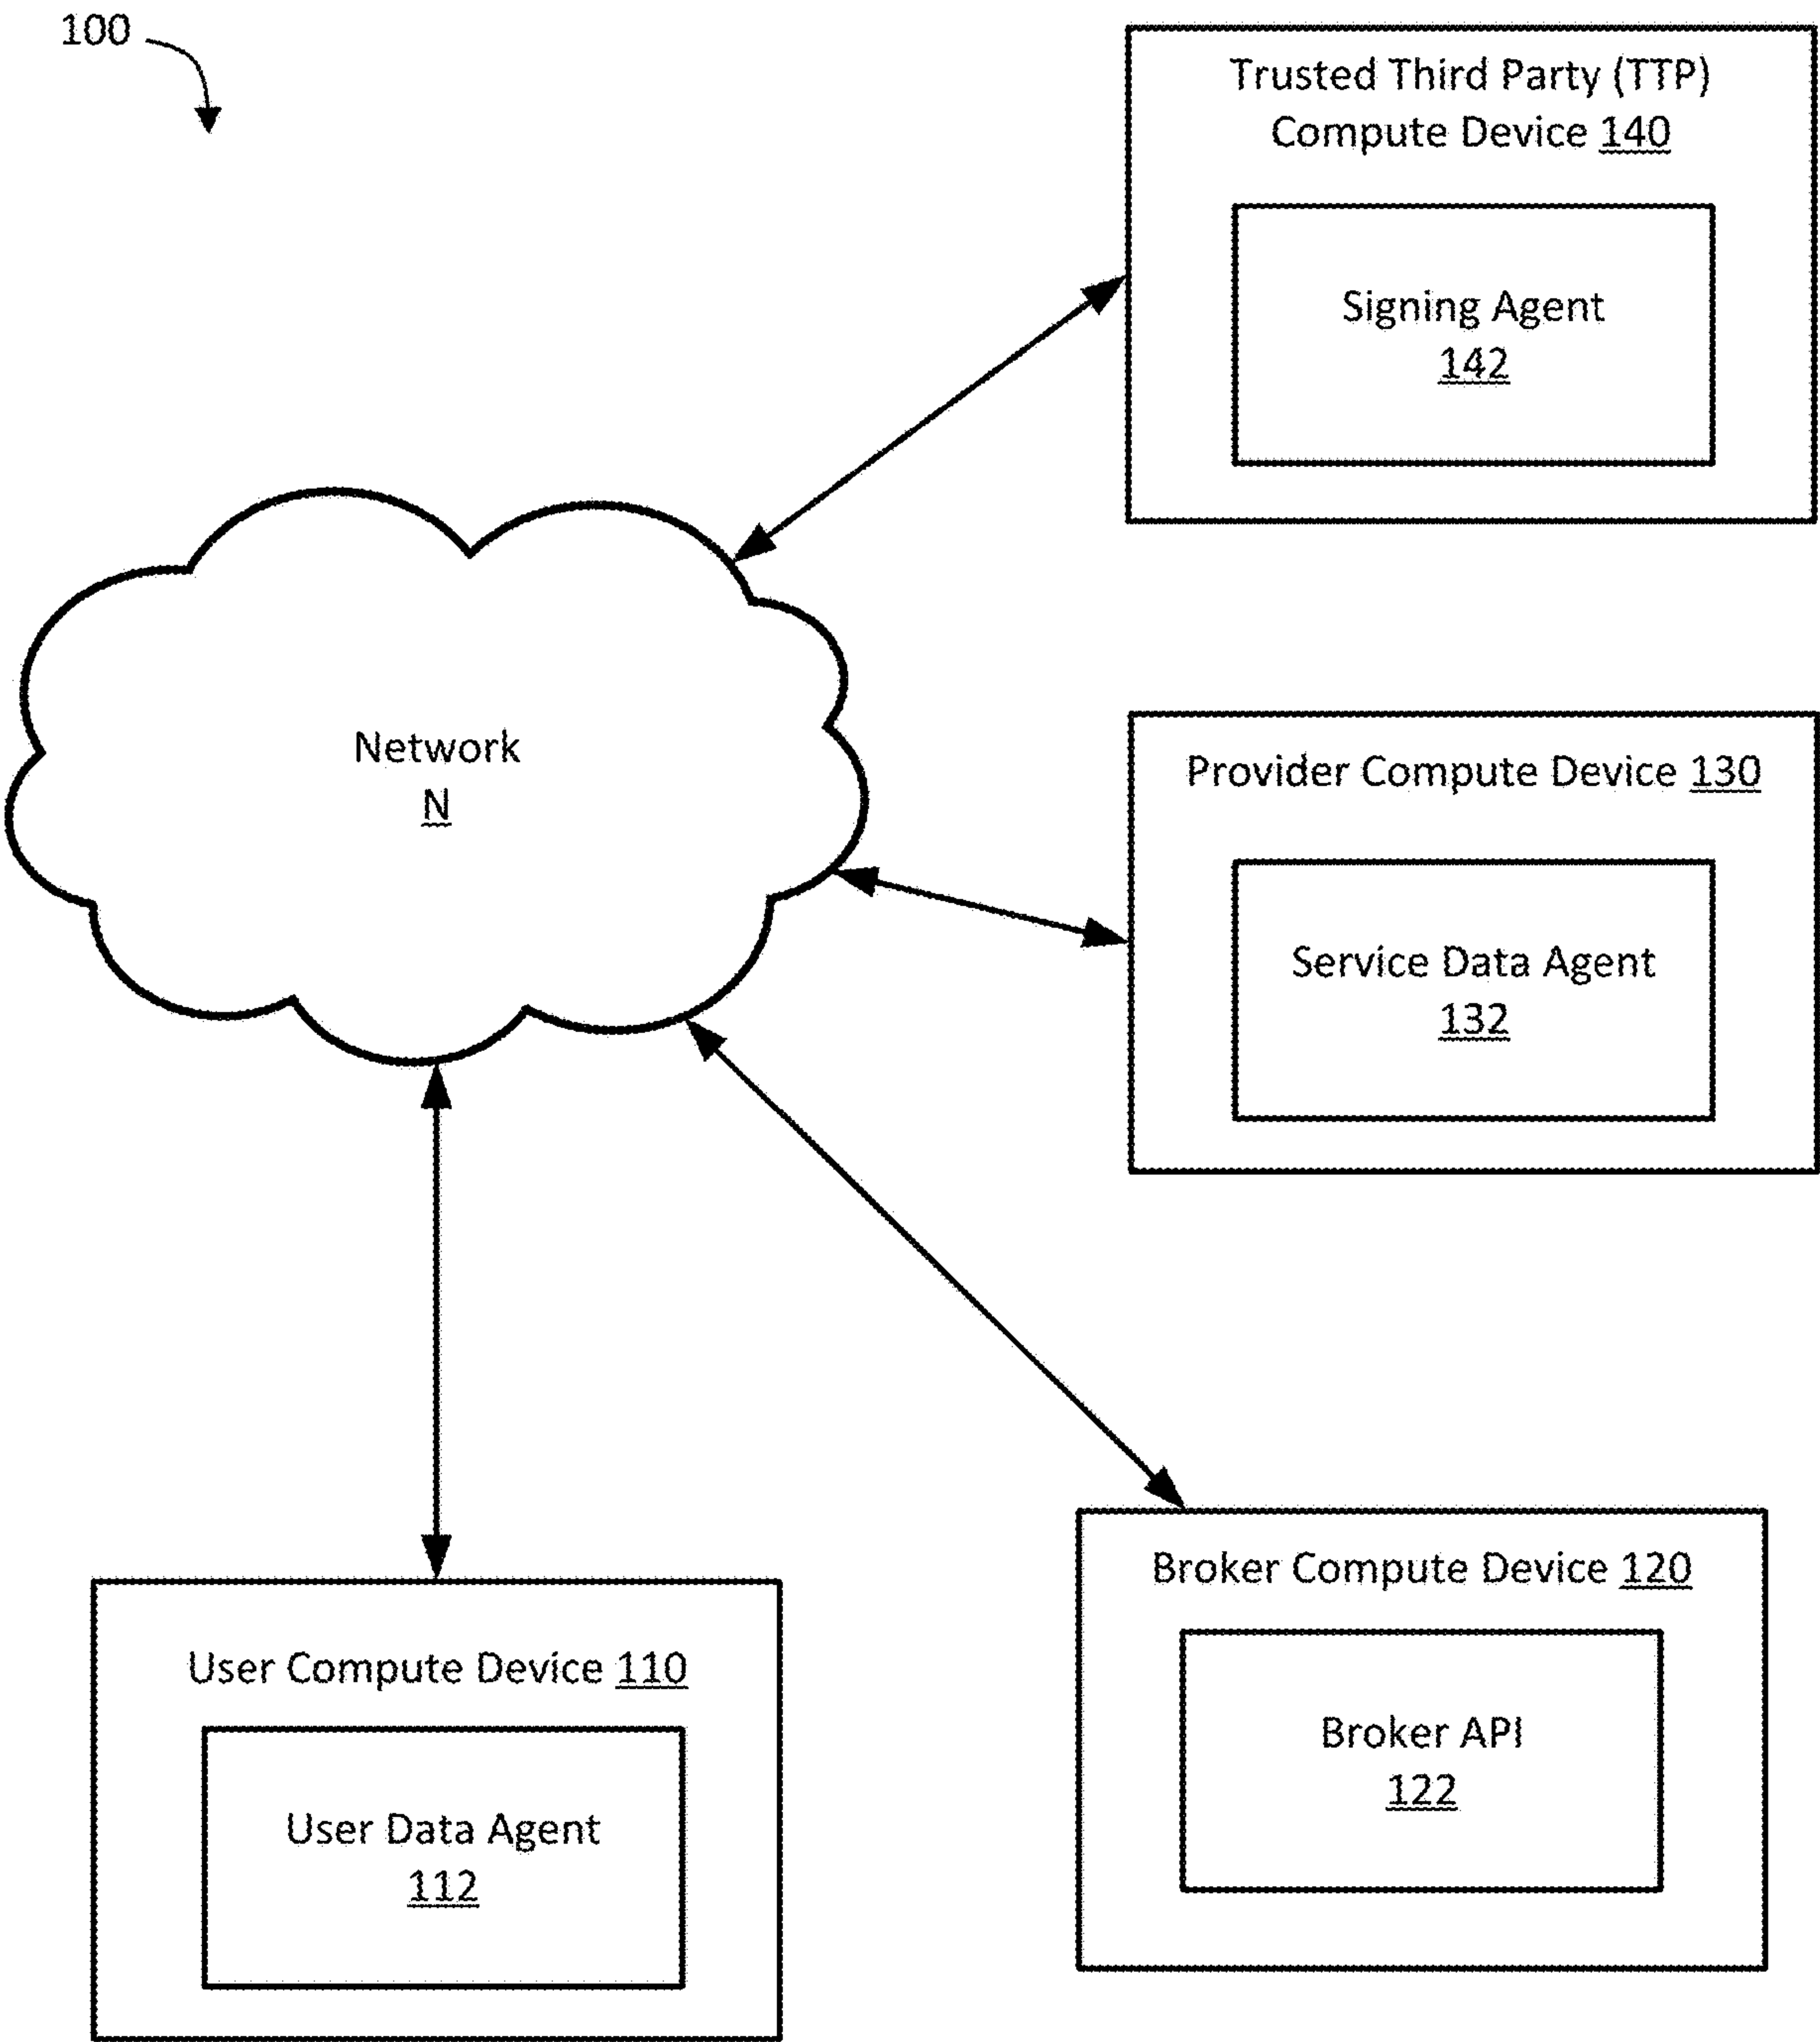 100
Trusted Third Party (TTP)
Compute Device 140
Signing Agent
142
Network
N
Provider Compute Device 130
Service Data Agent
132
Broker Compute Device 120
Broker API
122
User Compute Device 110
User Data Agent
112